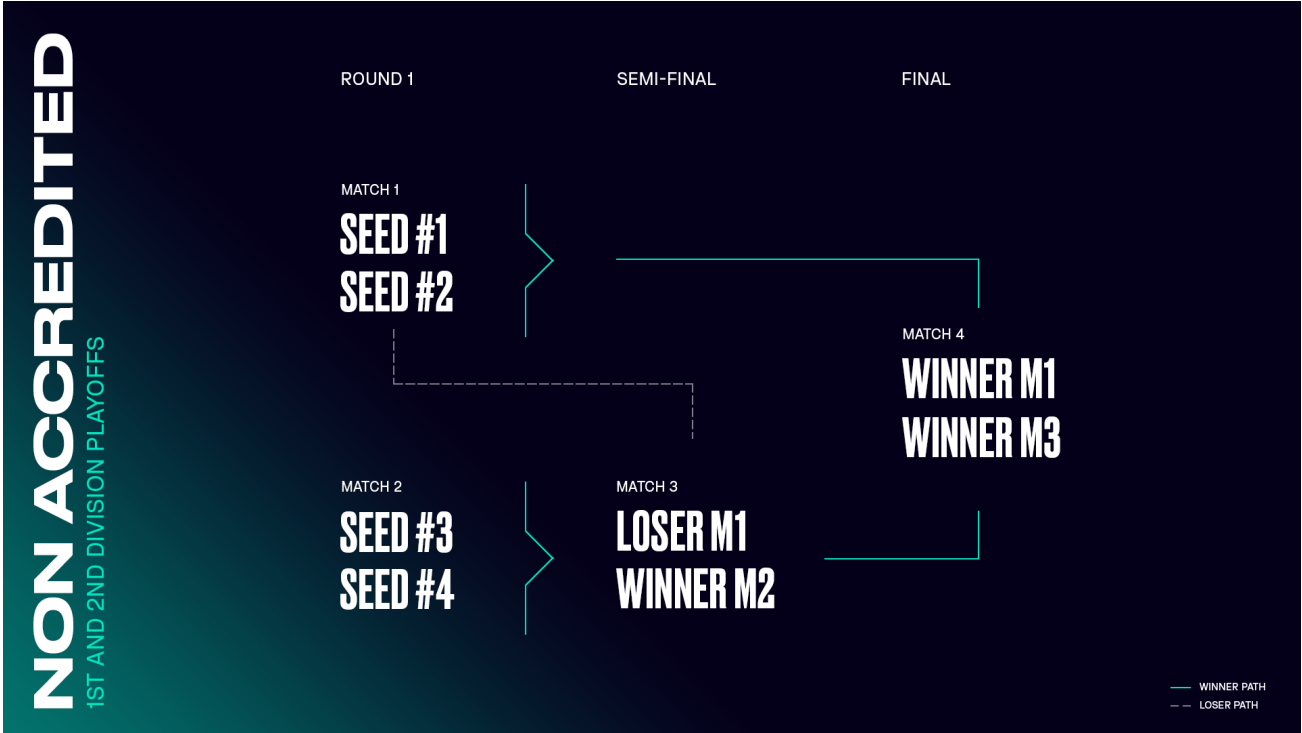 NON ACCREDITED
1ST AND 2ND DIVISION PLAYOFFS
ROUND 1
SEMI-FINAL
FINAL
MATCH 1
SEED #1
SEED #2
MATCH 2
SEED #3
SEED #4
MATCH 3
LOSER M1
WINNER M2
MATCH 4
WINNER M1
WINNER M3
WINNER PATH
LOSER PATH